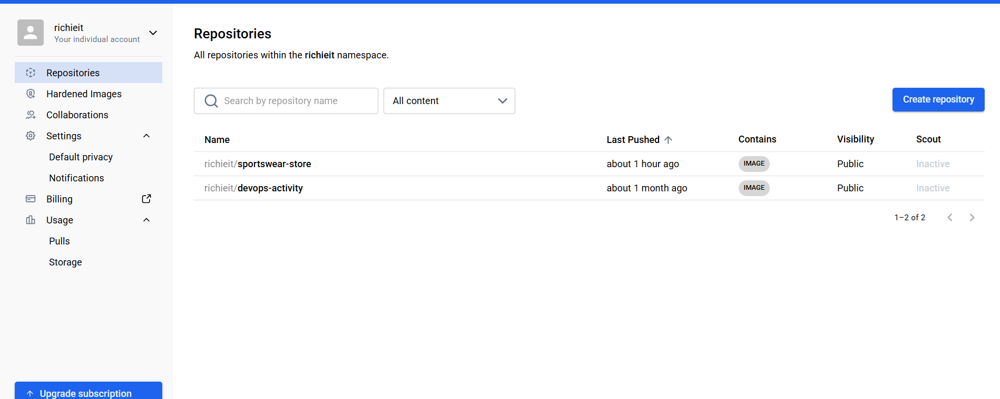 richieit
Your individual account
Repositories
Hardened Images
Collaborations
Settings
Default privacy
Notifications
Billing
Usage
Pulls
Storage
Upgrade subscription
Repositories
All repositories within the richieit namespace.
Search by repository name
All content
Create repository
Name Last Pushed Contains Visibility Scout
richieit/sportswear-store about 1 hour ago IMAGE Public Inactive
richieit/devops-activity about 1 month ago IMAGE Public Inactive
1–2 of 2